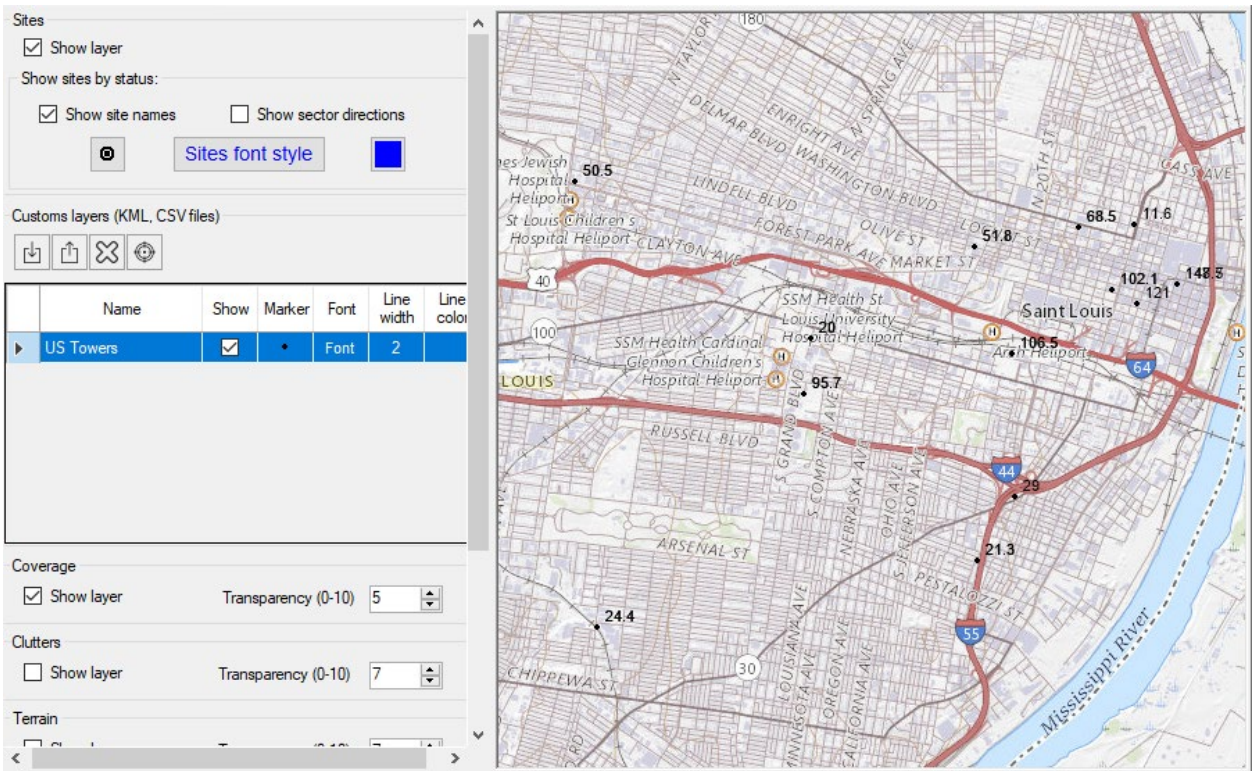 Sites
Show layer
Show sites by status:
Show site names
Show sector directions
Sites font style
Customs layers (KML, CSV files)
Name Show Marker Font Line width Line color
US Towers Font 2
Coverage
Show layer Transparency (0-10) 5
Clutters
Show layer Transparency (0-10) 7
Terrain
180
N TAYLOR
N SPRING AVE
ENRIGHT AVE
DELMAR BLVD
WASHINGTON BLVD
N 20TH ST
CASS AVE
50.5
es Jewish
Hospital
Heliport
LINDELL BLVD
St Louis Children s
Hospital Heliport
CLAYTON AVE
FOREST PARK AVE
OLIVE ST
MARKET ST
51.8
68.5
11.6
40
102.1
121
SSM Health St
Louis University
Hospital Heliport
20
Saint Louis
100
SSM Health Cardinal
Glennon Children's
Hospital Heliport
106.5
Arch Heliport
64
LOUIS
95.7
RUSSELL BLVD
S GRAND BLVD
S COMPTON AVE
NEBRASKA AVE
OHIO AVE
S JEFFERSON AVE
44
29
ARSENAL ST
21.3
PESTALOZZI ST
24.4
55
CHIPPEWA ST
30
MINNESOTA AVE
LOUISIANA AVE
OREGON AVE
CALIFORNIA AVE
Mississippi River
RD